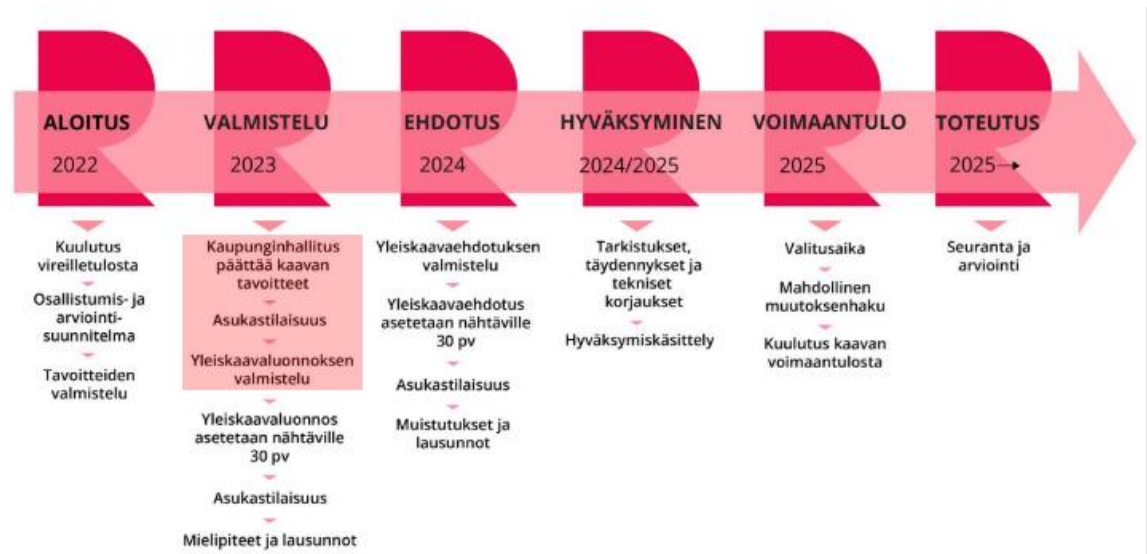 ALOITUS
2022
Kuulutus
vireilletulosta
Osallistumis- ja
arviointi-
suunnitelma
Tavoitteiden
valmistelu
VALMISTELU
2023
Kaupunginhallitus
päättää kaavan
tavoitteet
Asukastilaisuus
Yleiskaavaluonnoksen
valmistelu
Yleiskaavaluonnos
asetetaan nähtäville
30 pv
Asukastilaisuus
Mielipiteet ja lausunnot
EHDOTUS
2024
Yleiskaavaehdotuksen
valmistelu
Yleiskaavaehdotus
asetetaan nähtäville
30 pv
Asukastilaisuus
Muistutukset ja
lausunnot
HYVÄKSYMINEN
2024/2025
Tarkistukset,
täydennykset ja
tekniset
korjaukset
Hyväksymiskäsittely
VOIMAANTULO
2025
Valitusaika
Mahdollinen
muutoksenhaku
Kuulutus kaavan
voimaantulosta
TOTEUTUS
2025→
Seuranta ja
arviointi